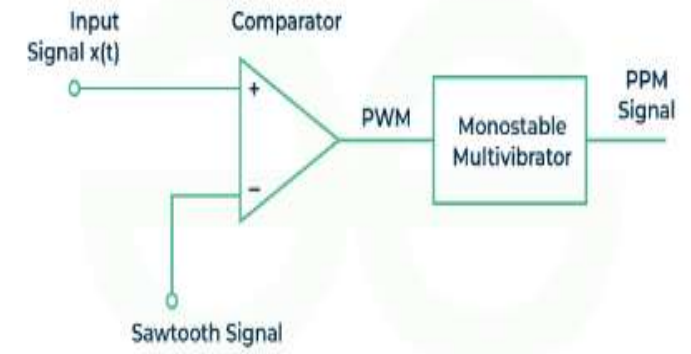 Input
Signal x(t)
Comparator
+
−
PWM
Monostable
Multivibrator
PPM
Signal
Sawtooth Signal